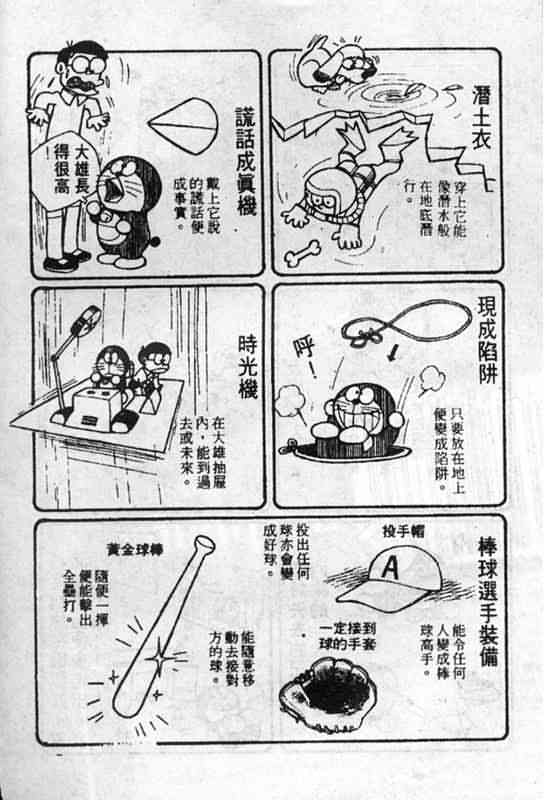 潛土衣
穿上它能
像潛水般
在地底潛
行。
謊話成眞機
戴上它說
的謊話便
成事實。
大雄長
得很高
！
現成陷阱
呼！
只要放在地上
便變成陷阱。
時光機
在大雄抽屜
內，能到過
去或未來。
棒球選手裝備
能令任何
人變成棒
球高手。
投手帽
A
投出任何
球亦會變
成好球。
一定接到
球的手套
能隨意移
動去接對
方的球。
黃金球棒
隨便一揮
便能擊出
全壘打。